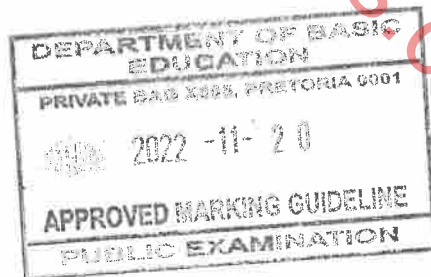 DEPARTMENT OF BASIC
EDUCATION
PRIVATE BAG X895, PRETORIA 0001
2022 -11- 20
APPROVED MARKING GUIDELINE
PUBLIC EXAMINATION